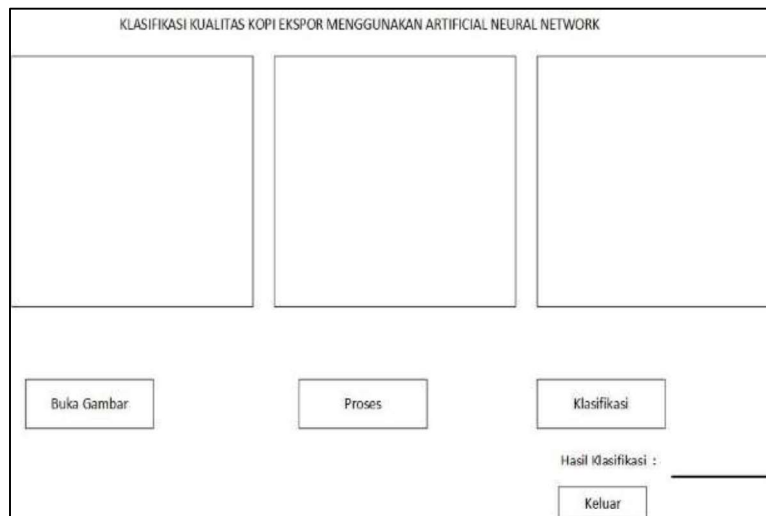 KLASIFIKASI KUALITAS KOPI EKSPOR MENGGUNAKAN ARTIFICIAL NEURAL NETWORK
Buka Gambar
Proses
Klasifikasi
Hasil Klasifikasi :
Keluar